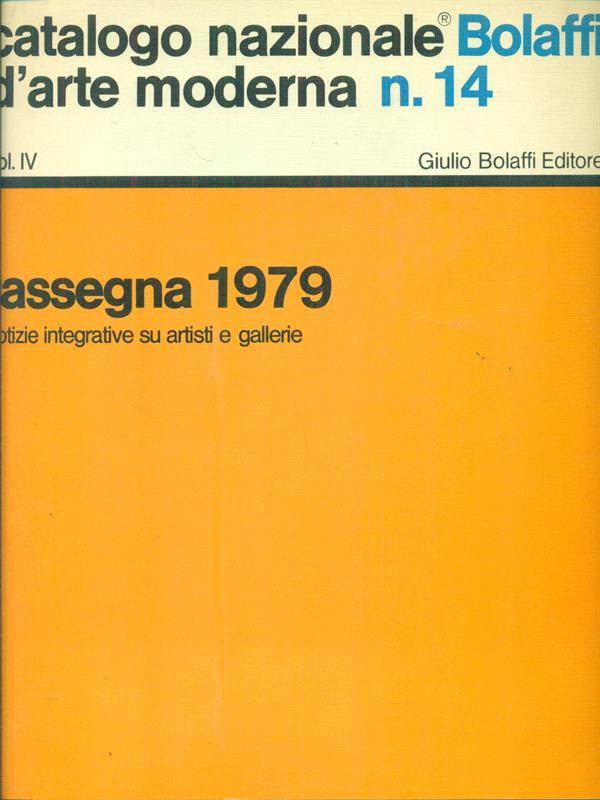 catalogo nazionale® Bolaffi
d'arte moderna n. 14
ol. IV
Giulio Bolaffi Editore
assegna 1979
otizie integrative su artisti e gallerie